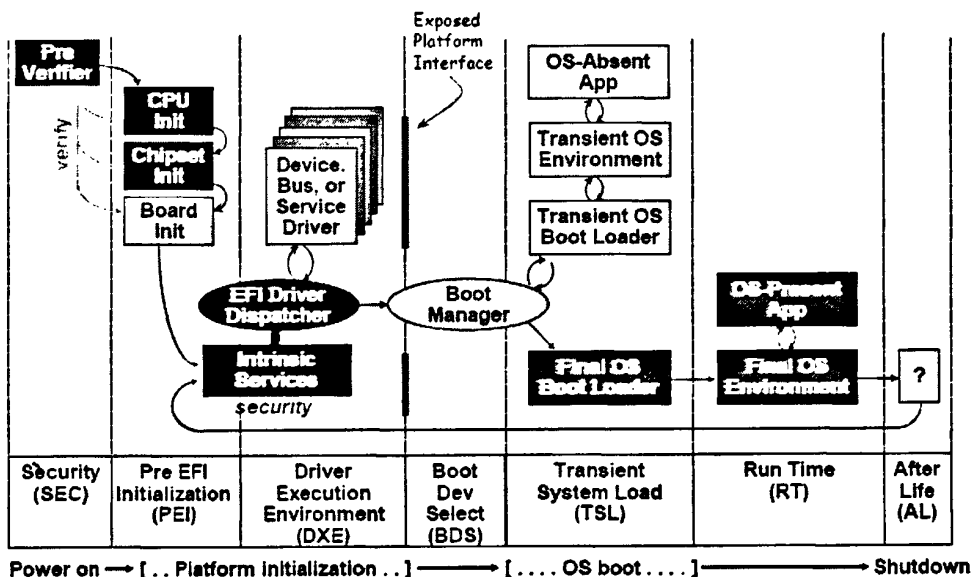 Exposed
Platform
Interface
Pre
Verifier
verify
CPU
Init
Chipset
Init
Board
Init
Device.
Bus, or
Service
Driver
EFI Driver
Dispatcher
Intrinsic
Services
security
Boot
Manager
OS-Absent
App
Transient OS
Environment
Transient OS
Boot Loader
Final OS
Boot Loader
OS-Present
App
Final OS
Environment
?
Security
(SEC)
Pre EFI
Initialization
(PEI)
Driver
Execution
Environment
(DXE)
Boot
Dev
Select
(BDS)
Transient
System Load
(TSL)
Run Time
(RT)
After
Life
(AL)
Power on → [ . . Platform initialization . . ] → [ . . . . OS boot . . . . ] → Shutdown